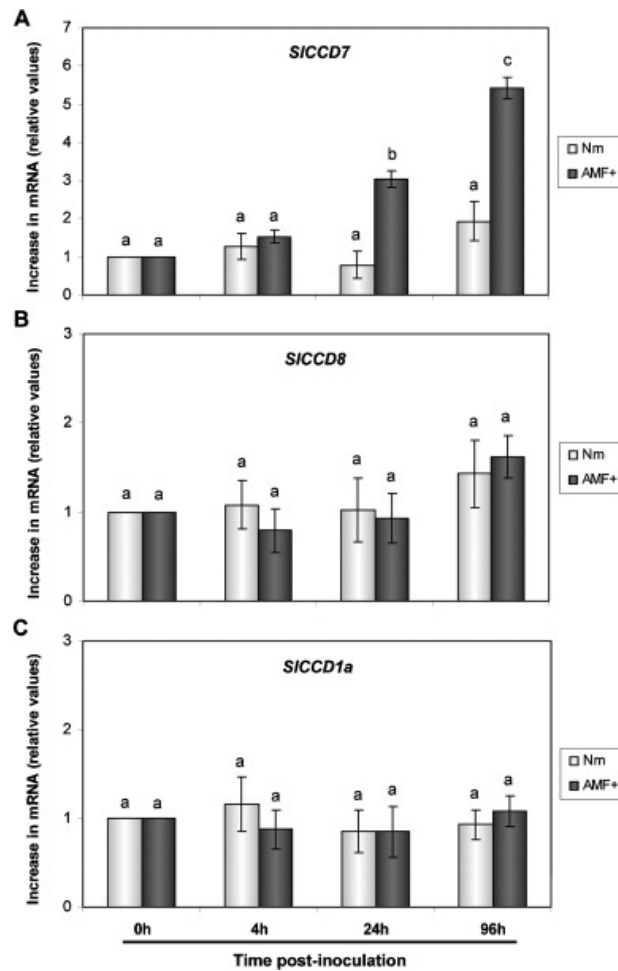 A
Increase in mRNA (relative values)
7
6
5
4
3
2
1
0
SlCCD7
a a
a a
a b
a c
Nm
AMF+
B
Increase in mRNA (relative values)
3
2
1
0
SlCCD8
a a
a a
a a
a a
Nm
AMF+
C
Increase in mRNA (relative values)
3
2
1
0
SlCCD1a
a a
a a
a a
a a
Nm
AMF+
0h 4h 24h 96h
Time post-inoculation